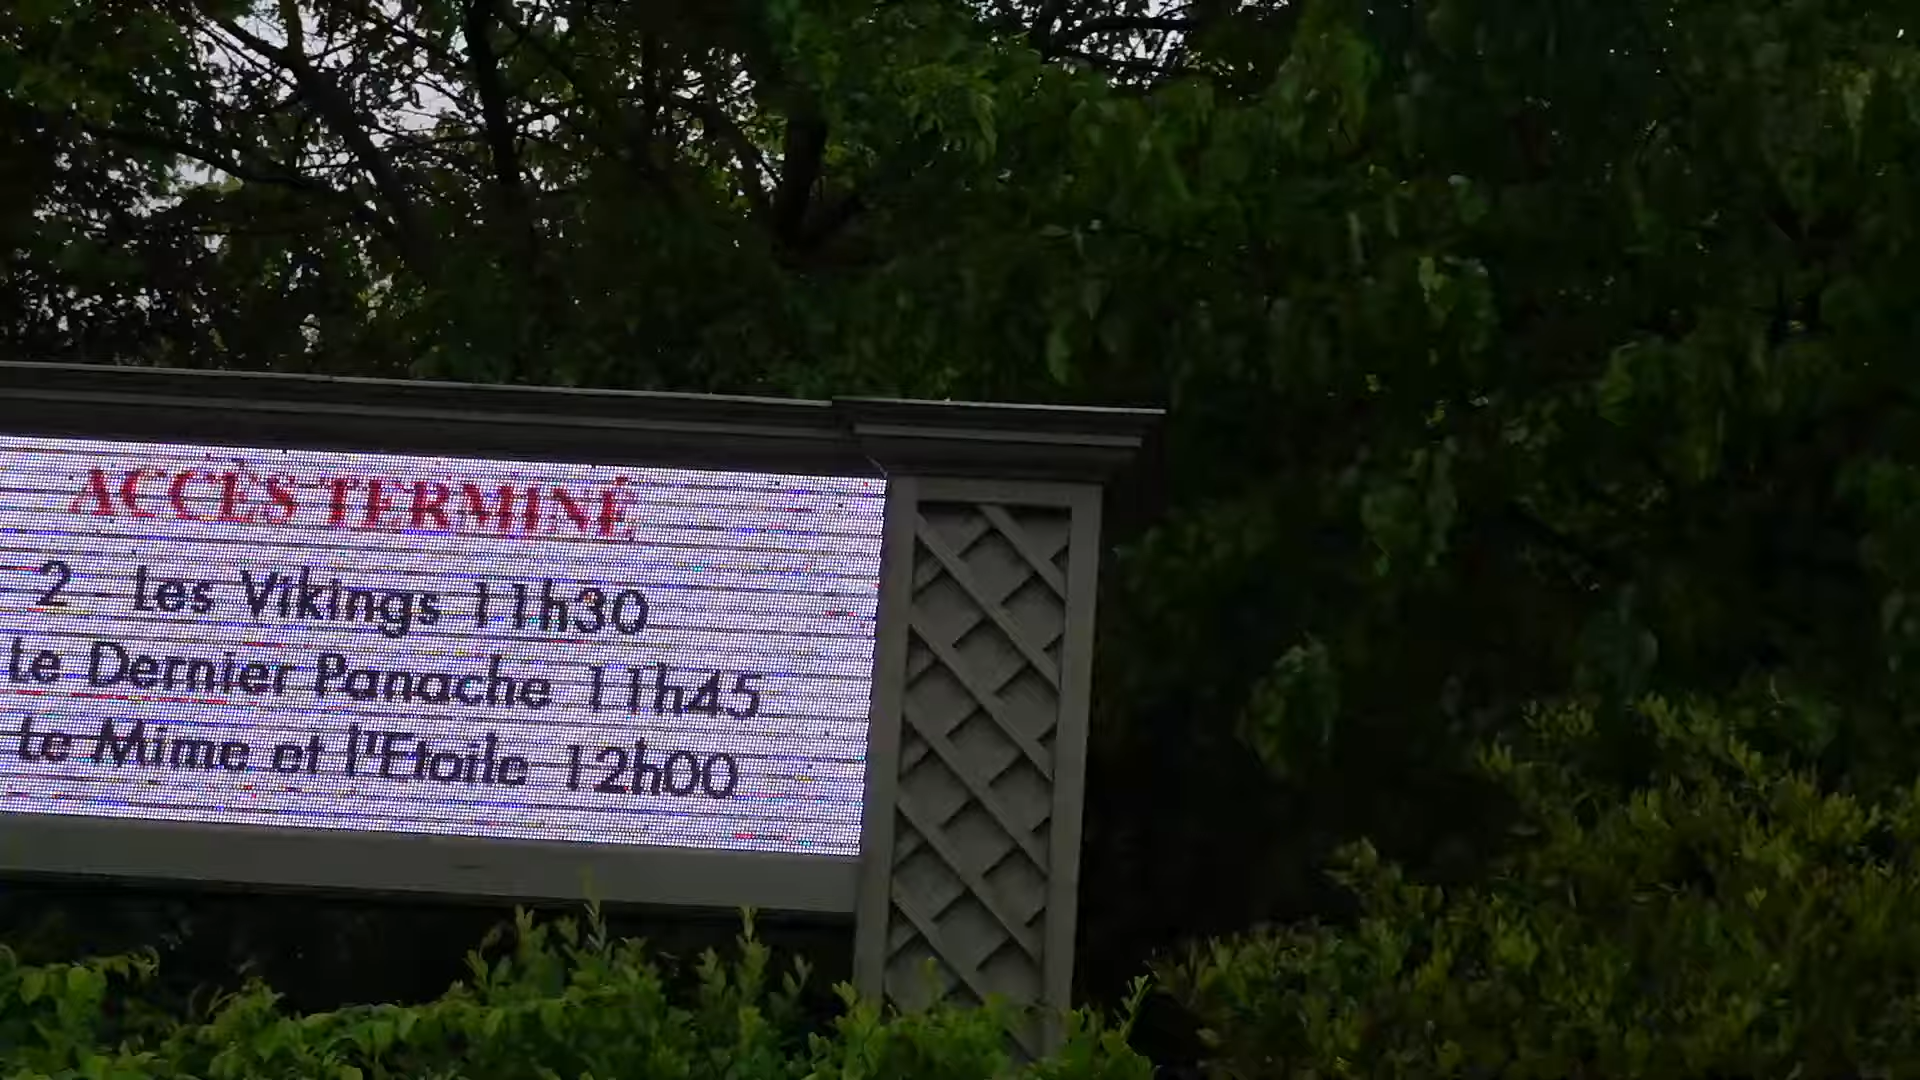 ACCÈS TERMINÉ
2 Les Vikings 11h30
Le Dernier Panache 11h45
Le Mime et l'Etoile 12h00